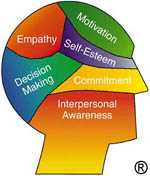 Motivation
Empathy
Self-Esteem
Decision
Making
Commitment
Interpersonal
Awareness
®